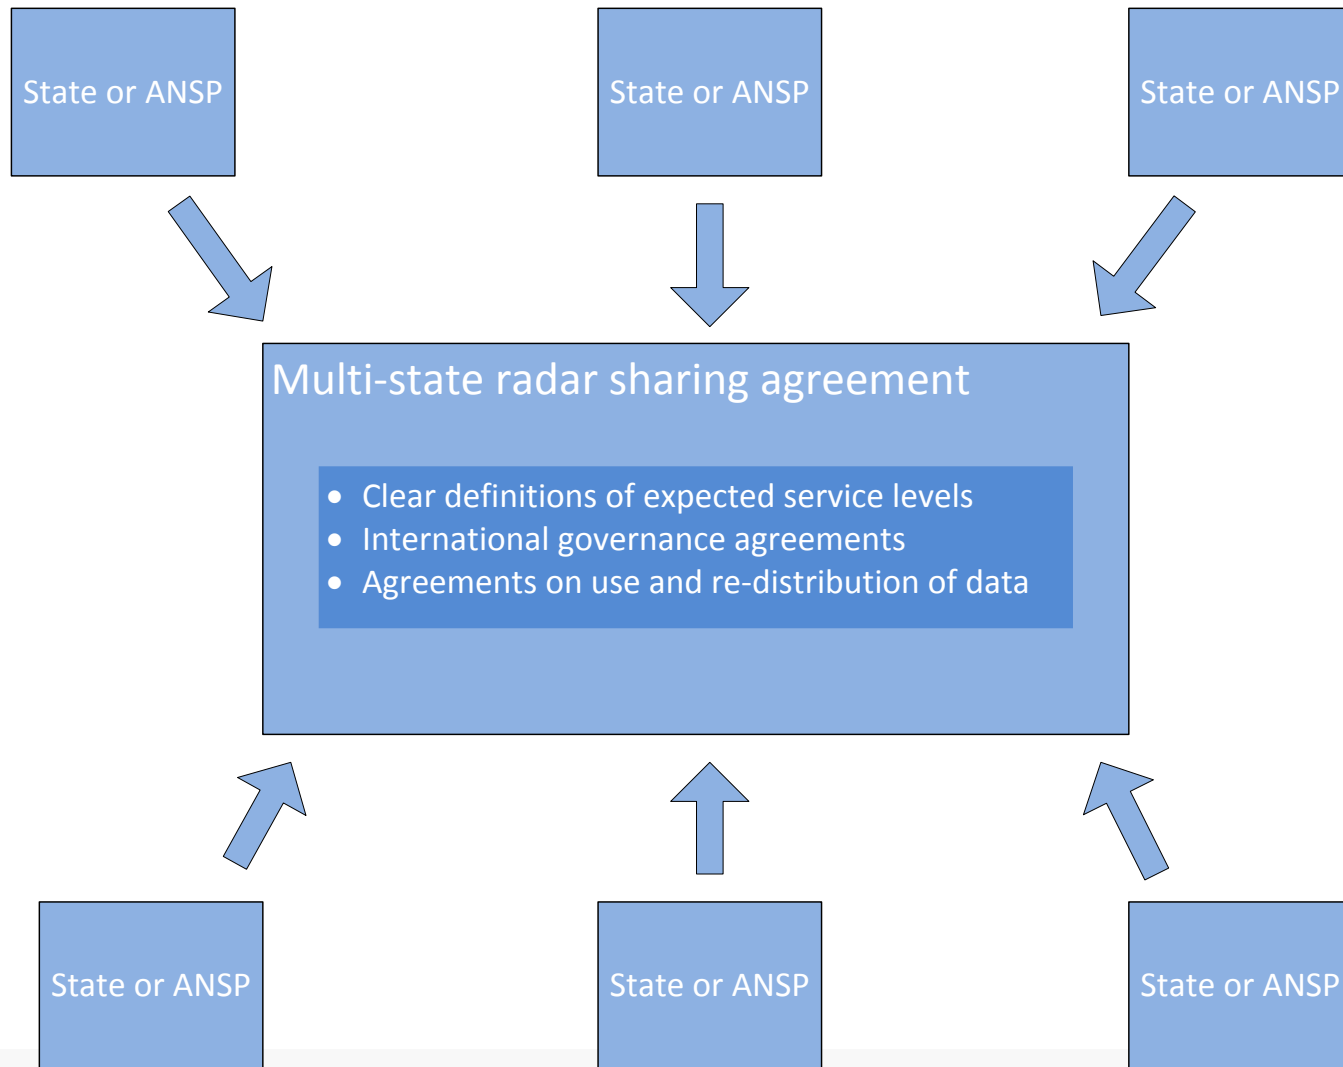 State or ANSP
State or ANSP
State or ANSP
Multi-state radar sharing agreement
• Clear definitions of expected service levels
• International governance agreements
• Agreements on use and re-distribution of data
State or ANSP
State or ANSP
State or ANSP